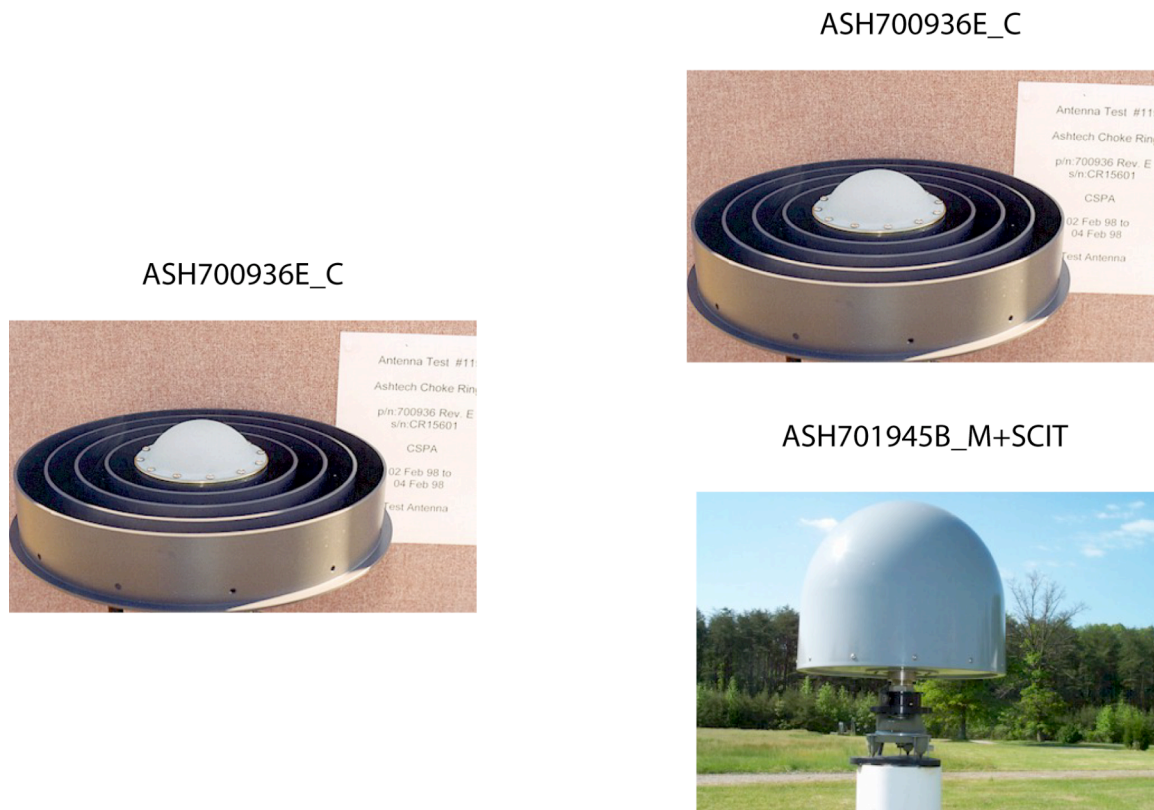 ASH700936E_C
Antenna Test #11
Ashtech Choke Ring
p/n:700936 Rev. E
s/n:CR15601
CSPA
02 Feb 98 to
04 Feb 98
Test Antenna
ASH700936E_C
Antenna Test #11
Ashtech Choke Rin
p/n:700936 Rev. E
s/n:CR15601
CSPA
02 Feb 98 to
04 Feb 98
Test Antenna
ASH701945B_M+SCIT